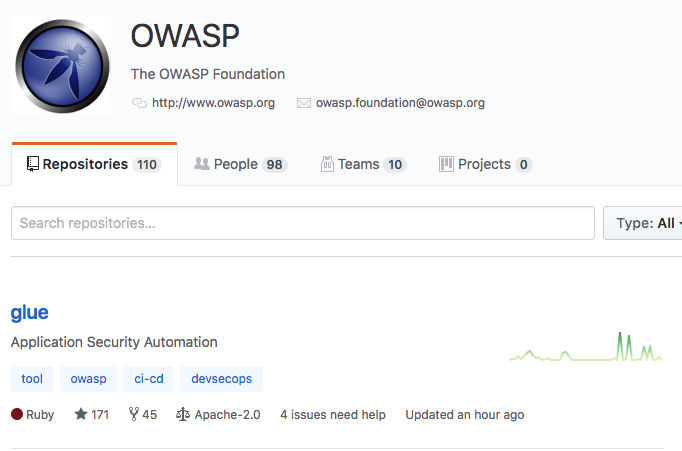 OWASP
The OWASP Foundation
http://www.owasp.org owasp.foundation@owasp.org
Repositories 110 People 98 Teams 10 Projects 0
Search repositories... Type: All
glue
Application Security Automation
tool owasp ci-cd devsecops
Ruby 171 45 Apache-2.0 4 issues need help Updated an hour ago